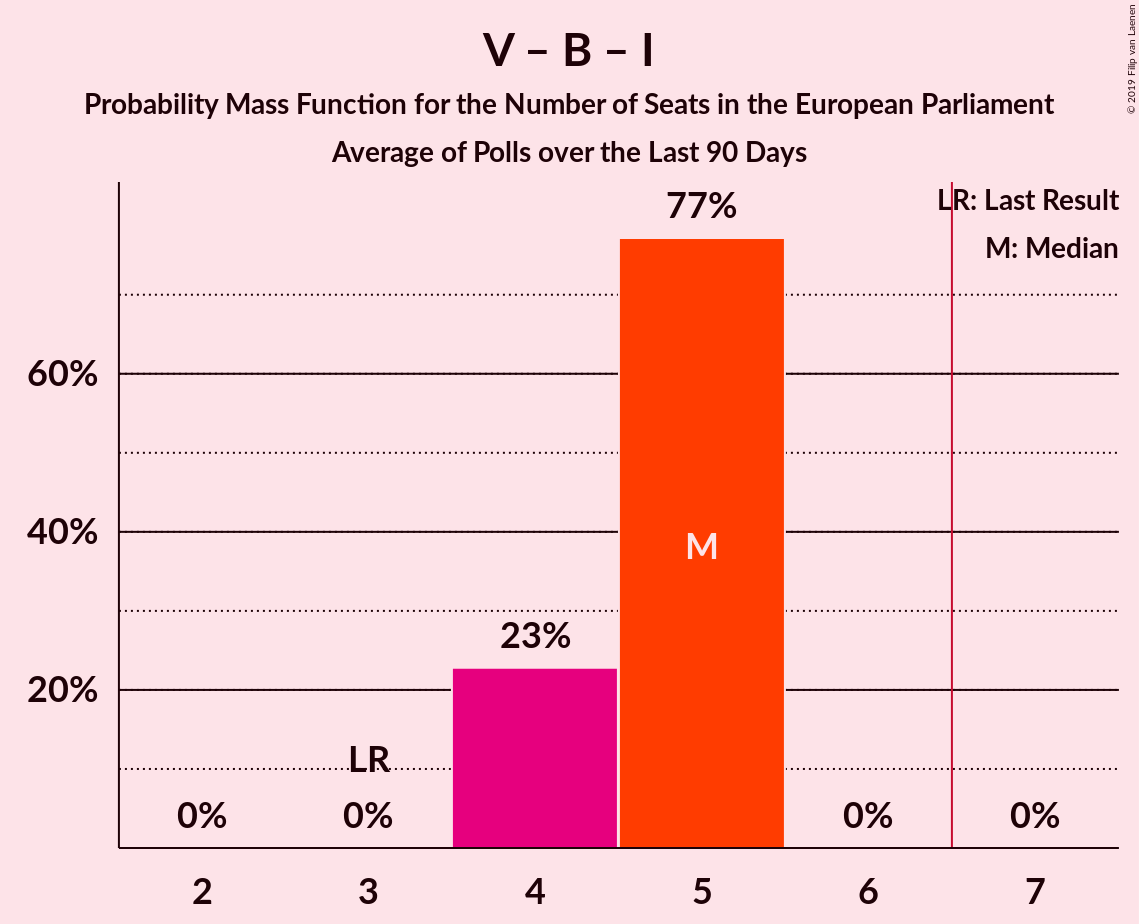 V – B – I
Probability Mass Function for the Number of Seats in the European Parliament
Average of Polls over the Last 90 Days
© 2019 Filip van Laenen
LR: Last Result
M: Median
77%
60%
40%
M
23%
20%
LR
0%
0%
0%
0%
2
3
4
5
6
7